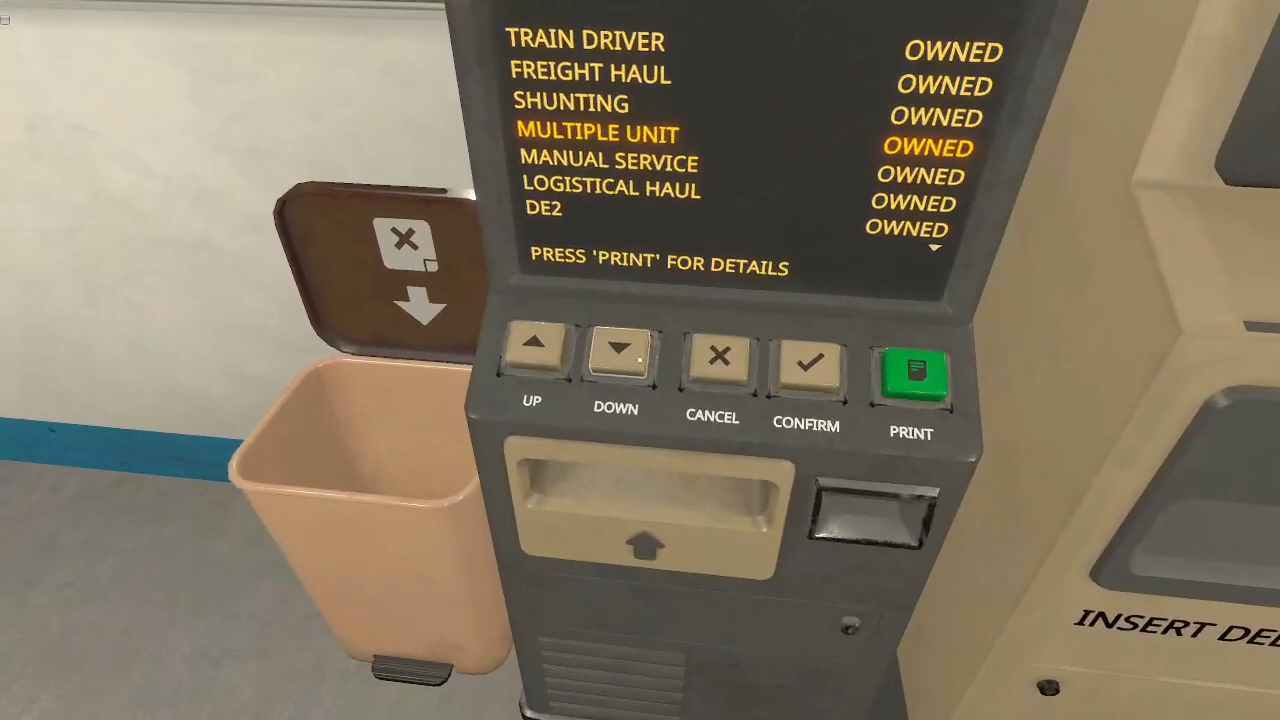 TRAIN DRIVER OWNED
FREIGHT HAUL OWNED
SHUNTING OWNED
MULTIPLE UNIT OWNED
MANUAL SERVICE OWNED
LOGISTICAL HAUL OWNED
DE2 OWNED
PRESS 'PRINT' FOR DETAILS
UP DOWN CANCEL CONFIRM PRINT
INSERT